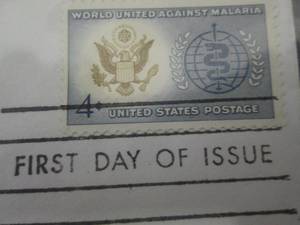 WORLD UNITED AGAINST MALARIA
4¢ UNITED STATES POSTAGE
FIRST DAY OF ISSUE